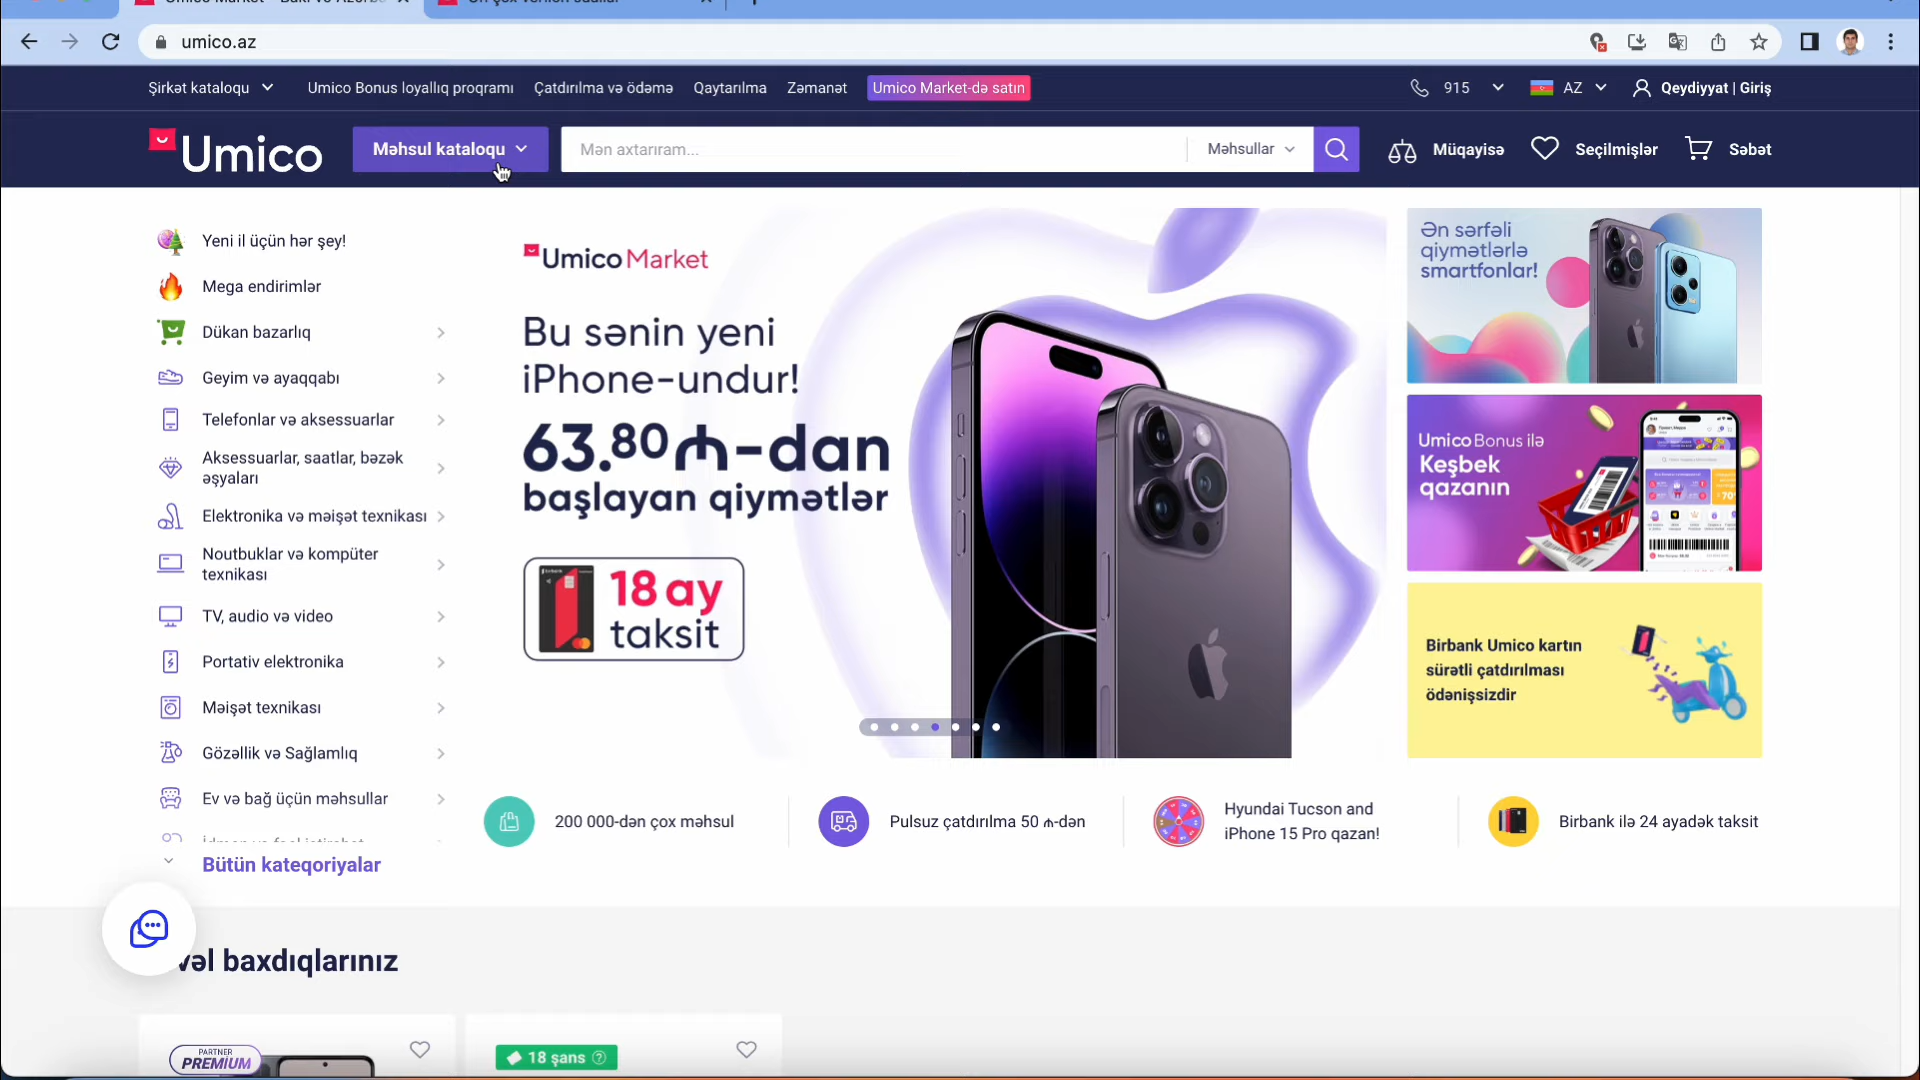 umico.az
Şirkət kataloqu
Umico Bonus loyallıq proqramı
Çatdırılma və ödəmə
Qaytarılma
Zəmanət
Umico Market-də satın
915
AZ
Qeydiyyat | Giriş
Umico
Məhsul kataloqu
Mən axtarıram...
Məhsullar
Müqayisə
Seçilmişlər
Səbət
Yeni il üçün hər şey!
Mega endirimlər
Dükan bazarlıq
Geyim və ayaqqabı
Telefonlar və aksessuarlar
Aksessuarlar, saatlar, bəzək
əşyaları
Elektronika və məişət texnikası
Noutbuklar və kompüter
texnikası
TV, audio və video
Portativ elektronika
Məişət texnikası
Gözəllik və Sağlamlıq
Ev və bağ üçün məhsullar
Bütün kateqoriyalar
Umico Market
Bu sənin yeni
iPhone-undur!
63.80₼-dan
başlayan qiymətlər
18 ay
taksit
Ən sərfəli
qiymətlərlə
smartfonlar!
Umico Bonus ilə
Keşbek
qazanın
Birbank Umico kartın
sürətli çatdırılması
ödənişsizdir
200 000-dən çox məhsul
Pulsuz çatdırılma 50 ₼-dən
Hyundai Tucson and
iPhone 15 Pro qazan!
Birbank ilə 24 ayadək taksit
vəl baxdıqlarınız
PARTNER
PREMİUM
18 şans